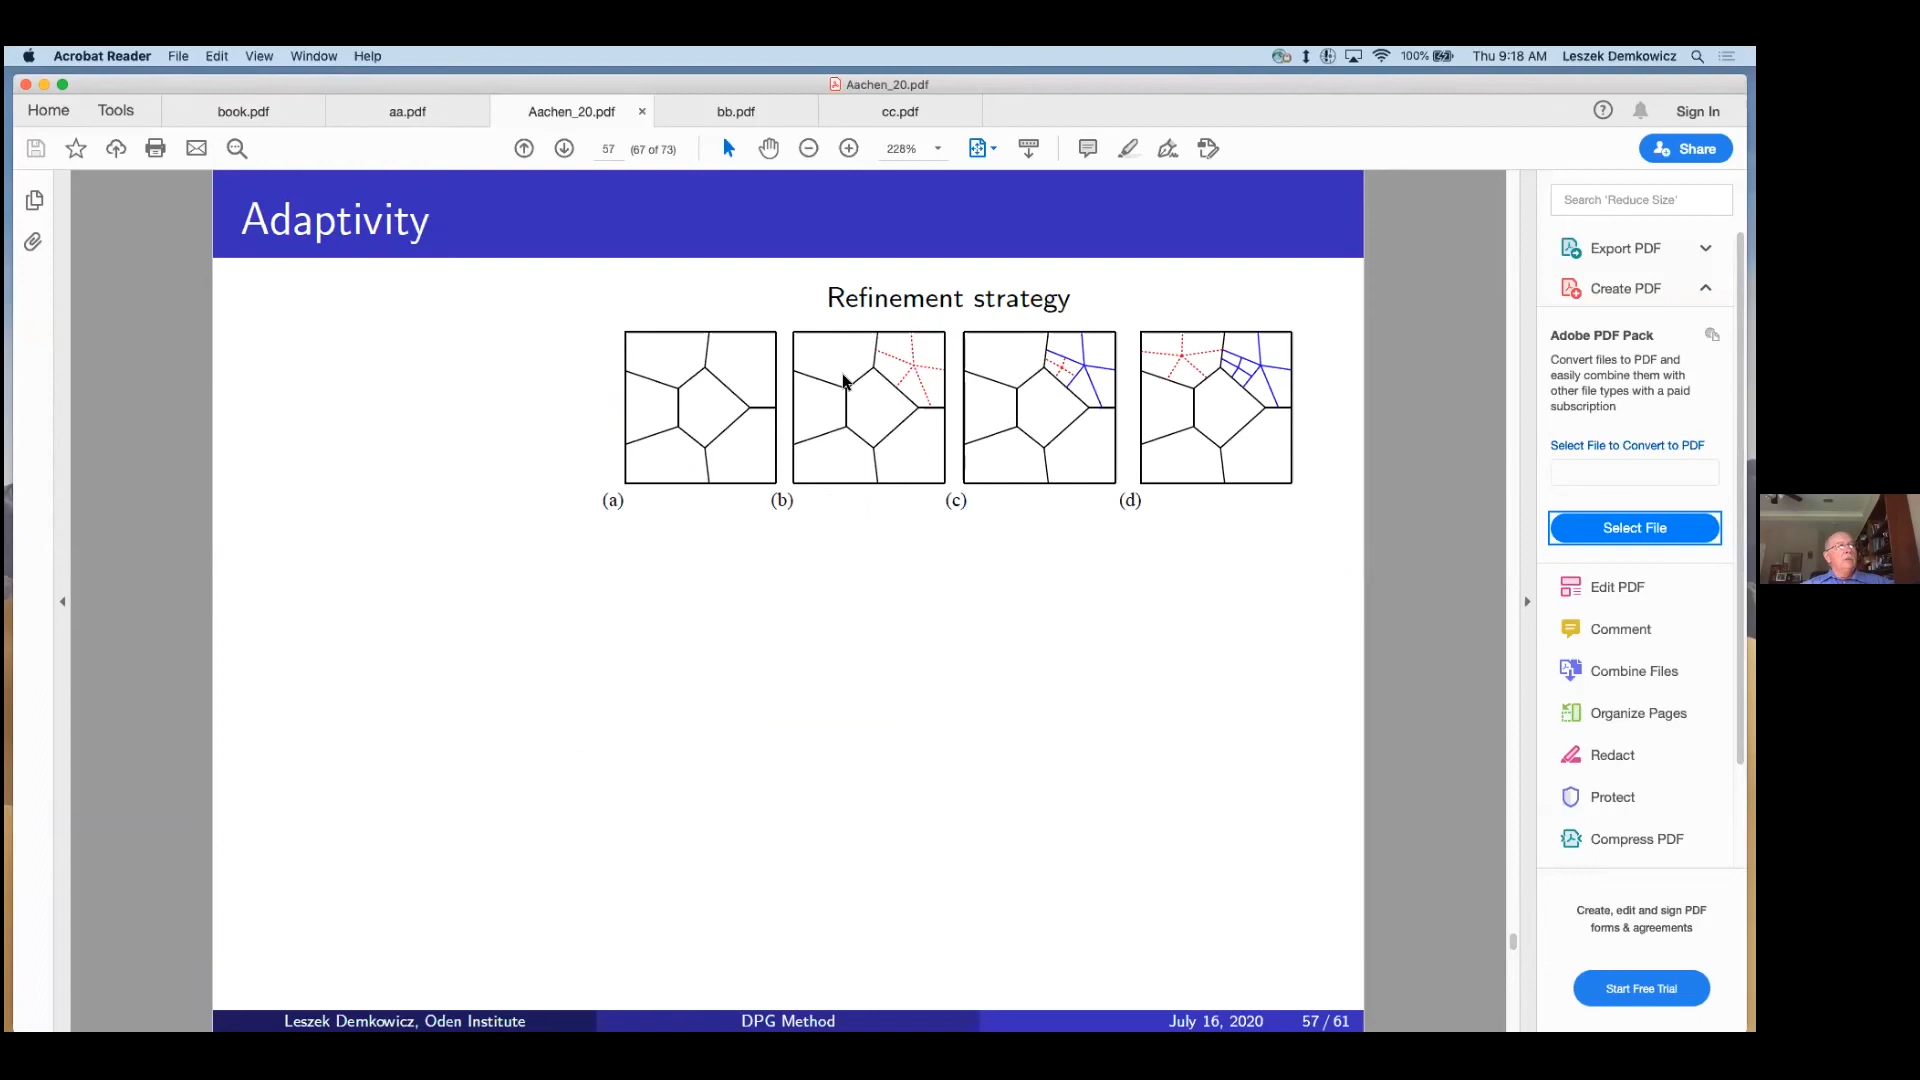 Acrobat Reader File Edit View Window Help 100% Thu 9:18 AM Leszek Demkowicz
Aachen_20.pdf
Home Tools book.pdf aa.pdf Aachen_20.pdf × bb.pdf cc.pdf ? Sign In
57 (67 of 73) 228% Share
Adaptivity
Refinement strategy
(a) (b) (c) (d)
Leszek Demkowicz, Oden Institute DPG Method July 16, 2020 57 / 61
Search 'Reduce Size'
Export PDF
Create PDF
Adobe PDF Pack
Convert files to PDF and
easily combine them with
other file types with a paid
subscription
Select File to Convert to PDF
Select File
Edit PDF
Comment
Combine Files
Organize Pages
Redact
Protect
Compress PDF
Create, edit and sign PDF
forms & agreements
Start Free Trial